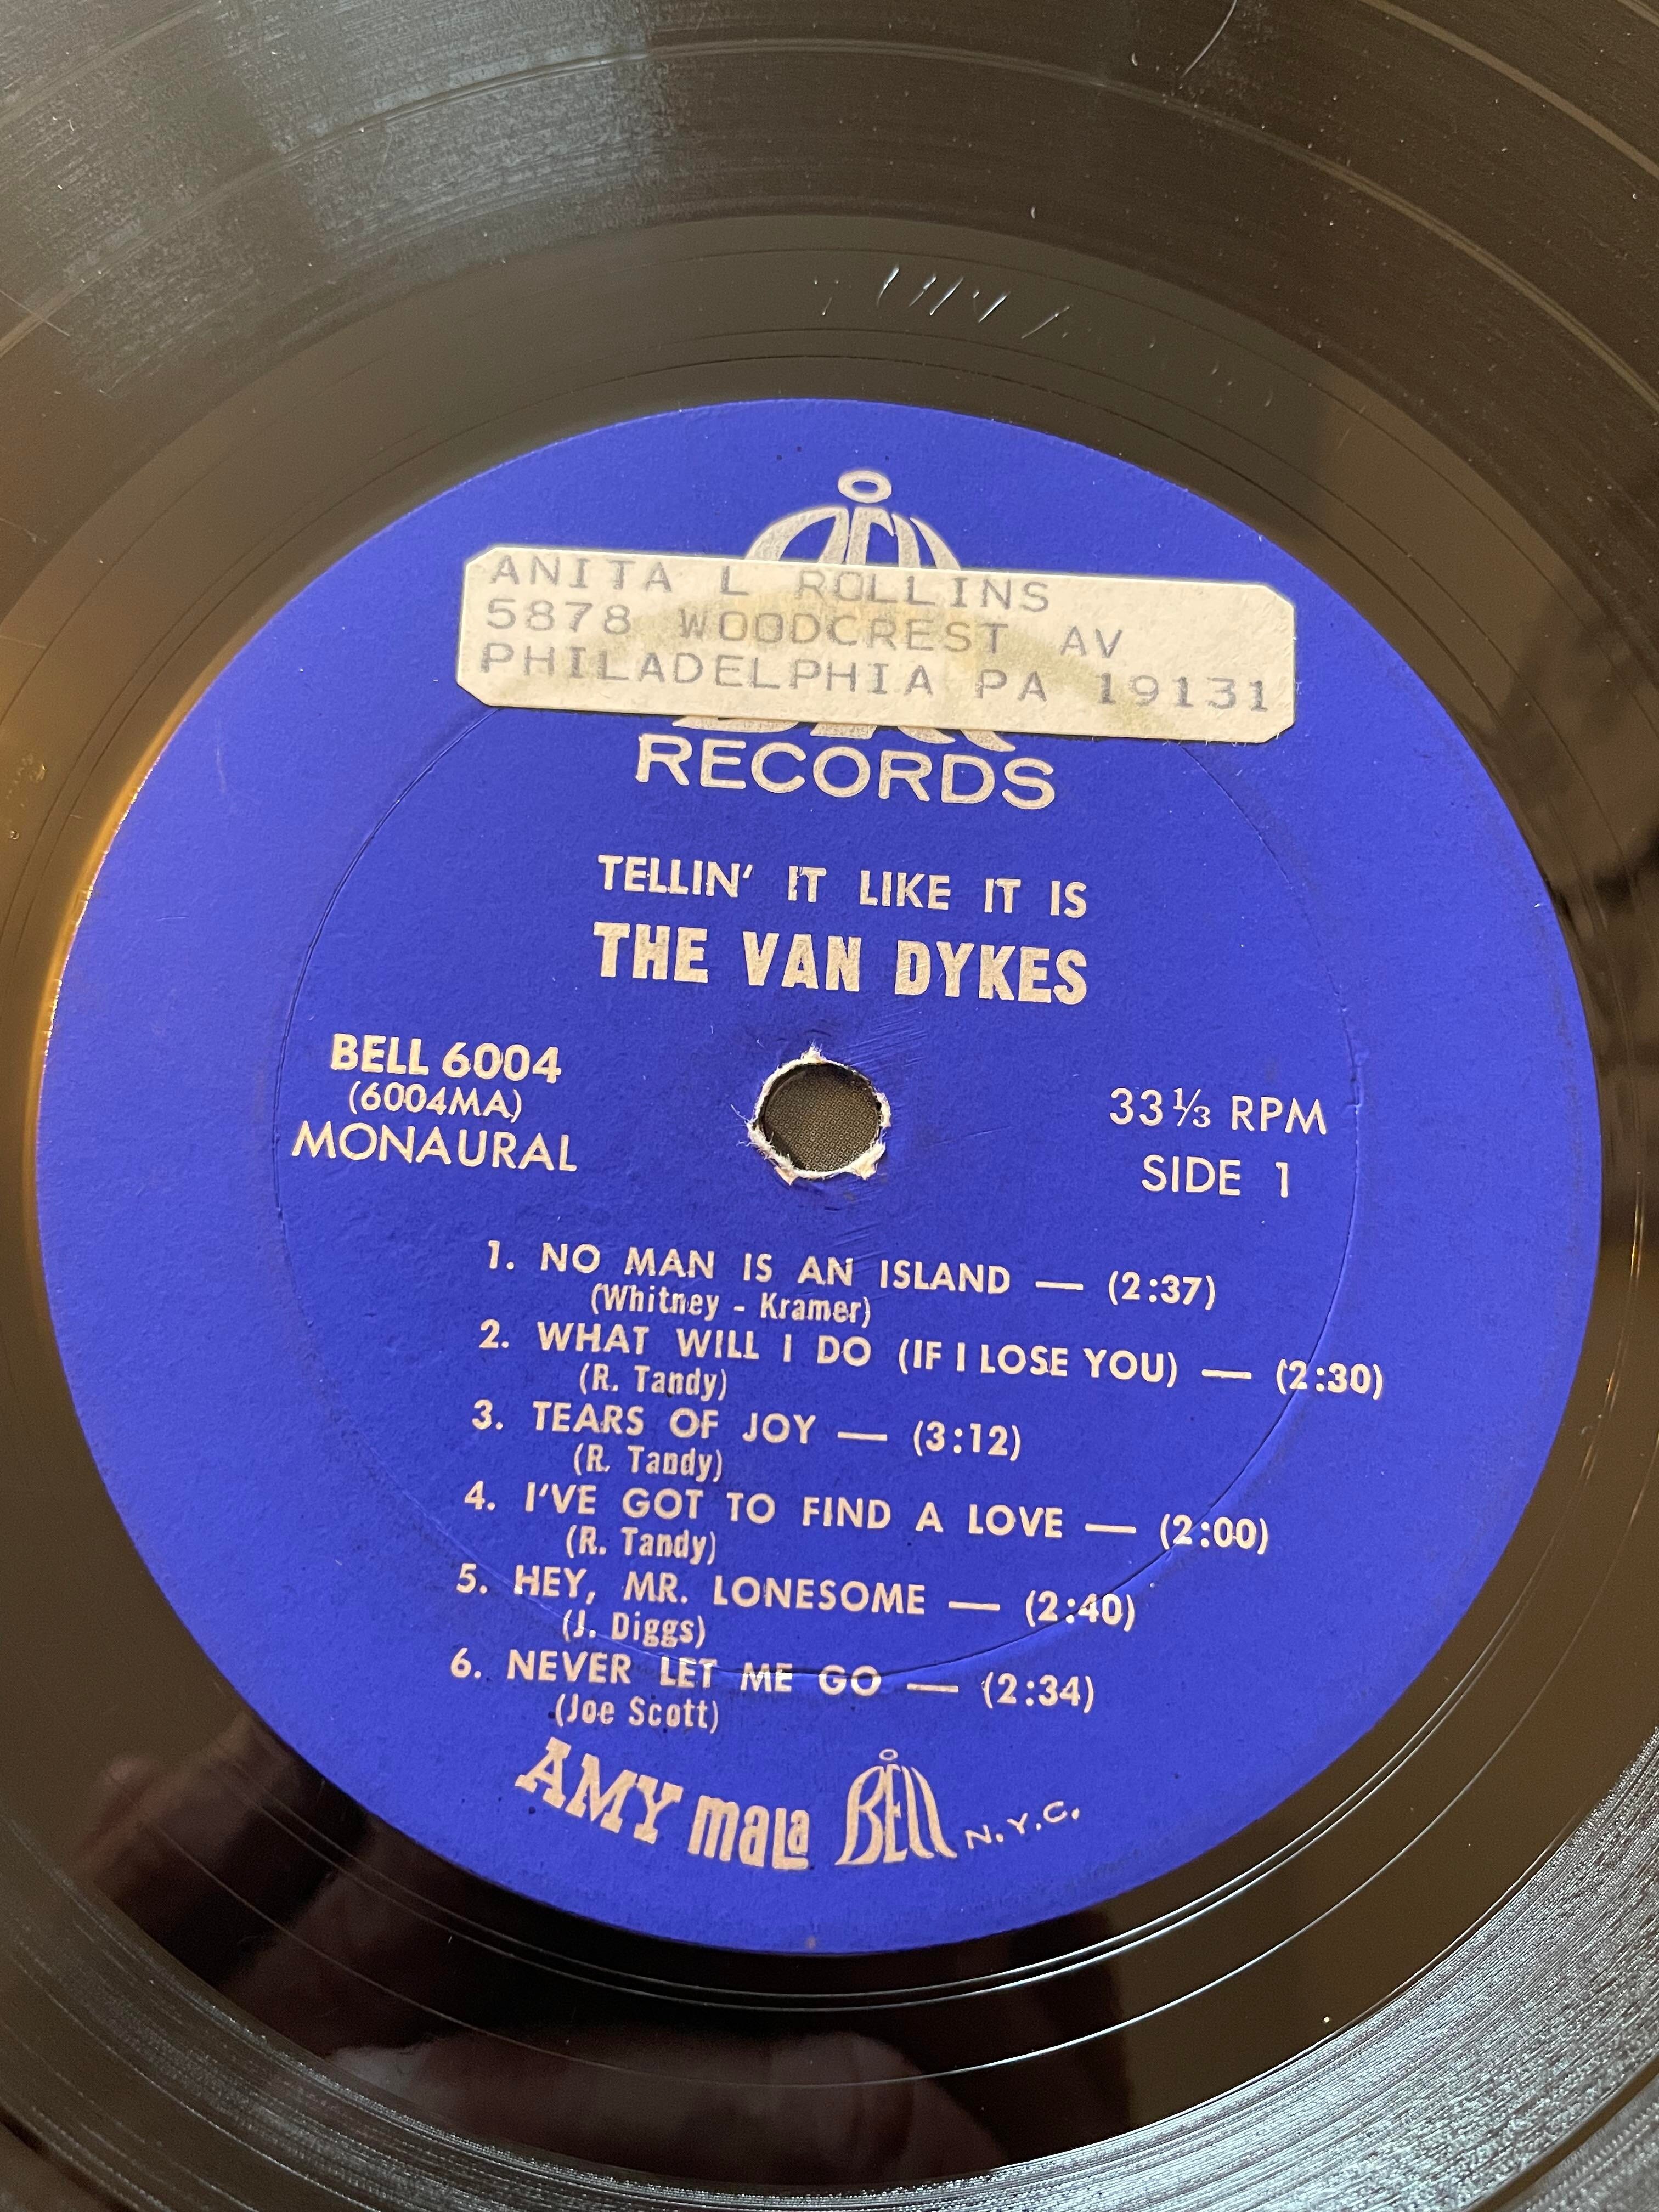 ANITA L ROLLINS
5878 WOODCREST AV
PHILADELPHIA PA 19131
RECORDS
TELLIN' IT LIKE IT IS
THE VAN DYKES
BELL 6004
(6004MA)
MONAURAL
33 1/3 RPM
SIDE 1
1. NO MAN IS AN ISLAND — (2:37)
(Whitney - Kramer)
2. WHAT WILL I DO (IF I LOSE YOU) — (2:30)
(R. Tandy)
3. TEARS OF JOY — (3:12)
(R. Tandy)
4. I'VE GOT TO FIND A LOVE — (2:00)
(R. Tandy)
5. HEY, MR. LONESOME — (2:40)
(J. Diggs)
6. NEVER LET ME GO — (2:34)
(Joe Scott)
AMY mala BELL N.Y.C.